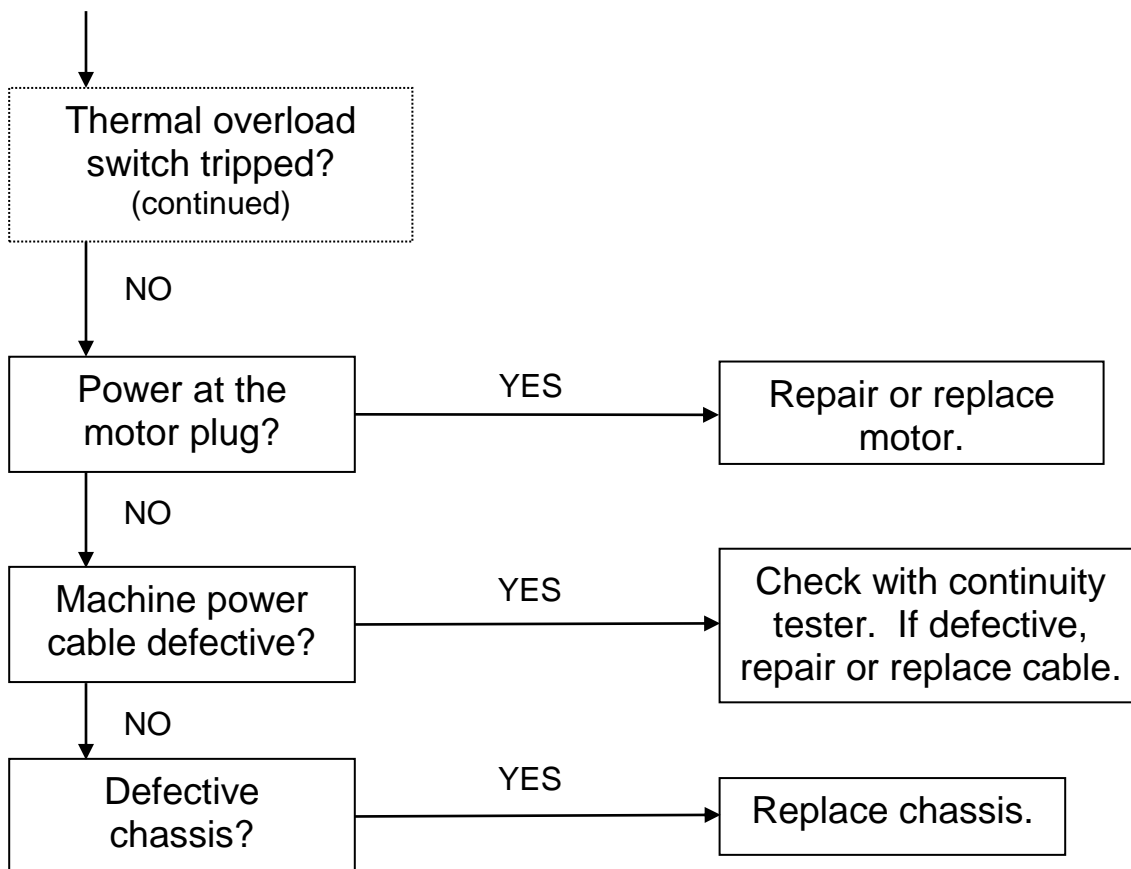 Thermal overload
switch tripped?
(continued)
NO
Power at the
motor plug?
YES
Repair or replace
motor.
NO
Machine power
cable defective?
YES
Check with continuity
tester.  If defective,
repair or replace cable.
NO
Defective
chassis?
YES
Replace chassis.